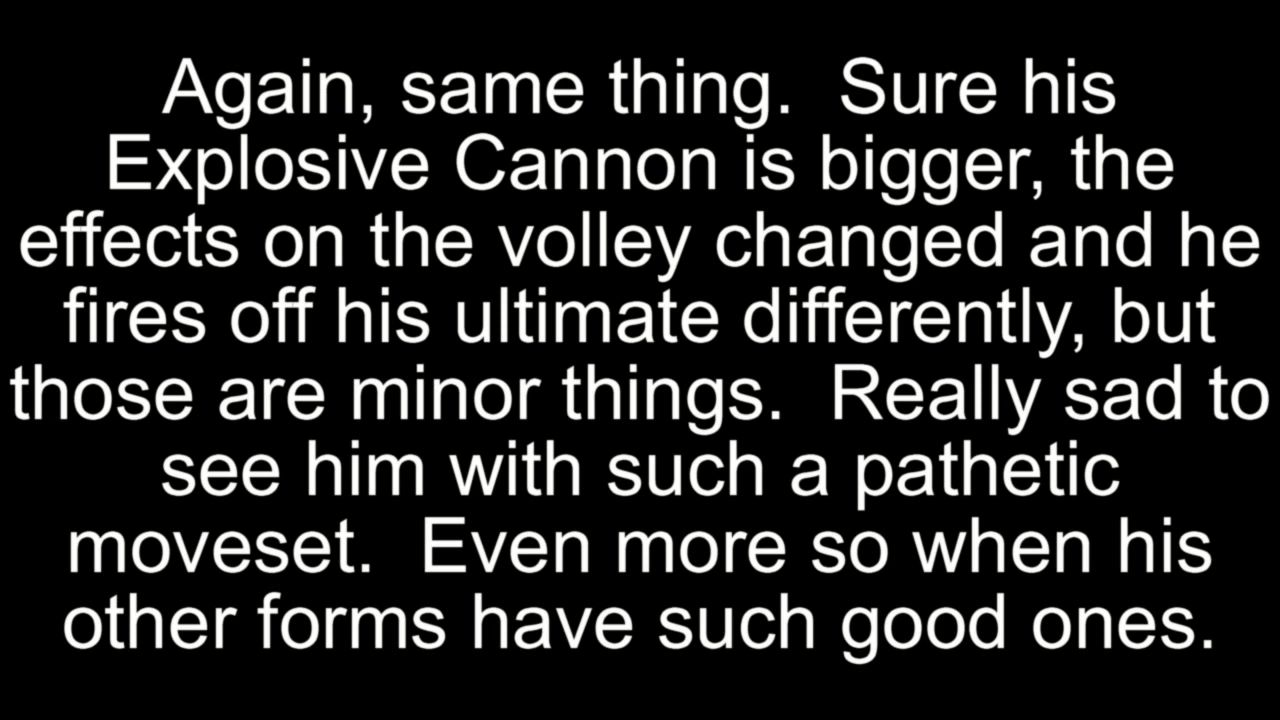 Again, same thing.  Sure his
Explosive Cannon is bigger, the
effects on the volley changed and he
fires off his ultimate differently, but
those are minor things.  Really sad to
see him with such a pathetic
moveset.  Even more so when his
other forms have such good ones.